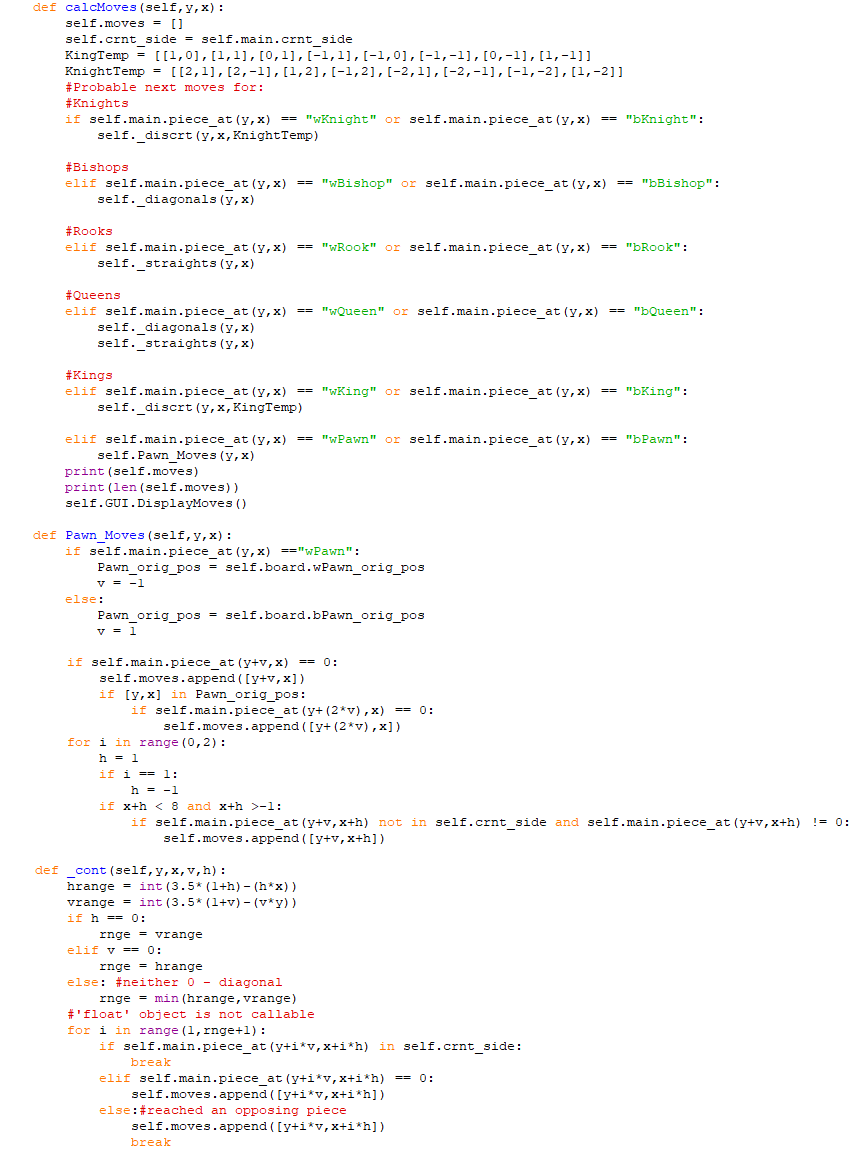 def calcMoves(self,y,x):
    self.moves = []
    self.crnt_side = self.main.crnt_side
    KingTemp = [[1,0],[1,1],[0,1],[-1,1],[-1,0],[-1,-1],[0,-1],[1,-1]]
    KnightTemp = [[2,1],[2,-1],[1,2],[-1,2],[-2,1],[-2,-1],[-1,-2],[1,-2]]
    #Probable next moves for:
    #Knights
    if self.main.piece_at(y,x) == "wKnight" or self.main.piece_at(y,x) == "bKnight":
        self._discrt(y,x,KnightTemp)

    #Bishops
    elif self.main.piece_at(y,x) == "wBishop" or self.main.piece_at(y,x) == "bBishop":
        self._diagonals(y,x)

    #Rooks
    elif self.main.piece_at(y,x) == "wRook" or self.main.piece_at(y,x) == "bRook":
        self._straights(y,x)

    #Queens
    elif self.main.piece_at(y,x) == "wQueen" or self.main.piece_at(y,x) == "bQueen":
        self._diagonals(y,x)
        self._straights(y,x)

    #Kings
    elif self.main.piece_at(y,x) == "wKing" or self.main.piece_at(y,x) == "bKing":
        self._discrt(y,x,KingTemp)

    elif self.main.piece_at(y,x) == "wPawn" or self.main.piece_at(y,x) == "bPawn":
        self.Pawn_Moves(y,x)
    print(self.moves)
    print(len(self.moves))
    self.GUI.DisplayMoves()

def Pawn_Moves(self,y,x):
    if self.main.piece_at(y,x) =="wPawn":
        Pawn_orig_pos = self.board.wPawn_orig_pos
        v = -1
    else:
        Pawn_orig_pos = self.board.bPawn_orig_pos
        v = 1

    if self.main.piece_at(y+v,x) == 0:
        self.moves.append([y+v,x])
        if [y,x] in Pawn_orig_pos:
            if self.main.piece_at(y+(2*v),x) == 0:
                self.moves.append([y+(2*v),x])
    for i in range(0,2):
        h = 1
        if i == 1:
            h = -1
        if x+h < 8 and x+h >-1:
            if self.main.piece_at(y+v,x+h) not in self.crnt_side and self.main.piece_at(y+v,x+h) != 0:
                self.moves.append([y+v,x+h])

def _cont(self,y,x,v,h):
    hrange = int(3.5*(1+h)-(h*x))
    vrange = int(3.5*(1+v)-(v*y))
    if h == 0:
        rnge = vrange
    elif v == 0:
        rnge = hrange
    else: #neither 0 - diagonal
        rnge = min(hrange,vrange)
    #'float' object is not callable
    for i in range(1,rnge+1):
        if self.main.piece_at(y+i*v,x+i*h) in self.crnt_side:
            break
        elif self.main.piece_at(y+i*v,x+i*h) == 0:
            self.moves.append([y+i*v,x+i*h])
        else:#reached an opposing piece
            self.moves.append([y+i*v,x+i*h])
            break